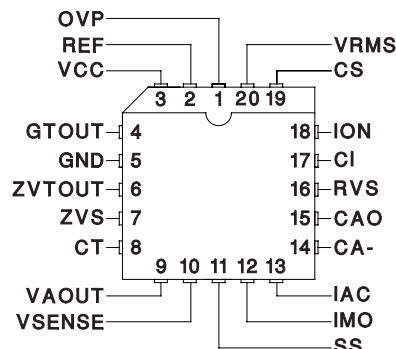 OVP
REF VRMS
VCC CS
3 2 1 20 19
GTOUT 4 18 ION
GND 5 17 CI
ZVTOUT 6 16 RVS
ZVS 7 15 CAO
CT 8 14 CA-
9 10 11 12 13
VAOUT IAC
VSENSE IMO
SS